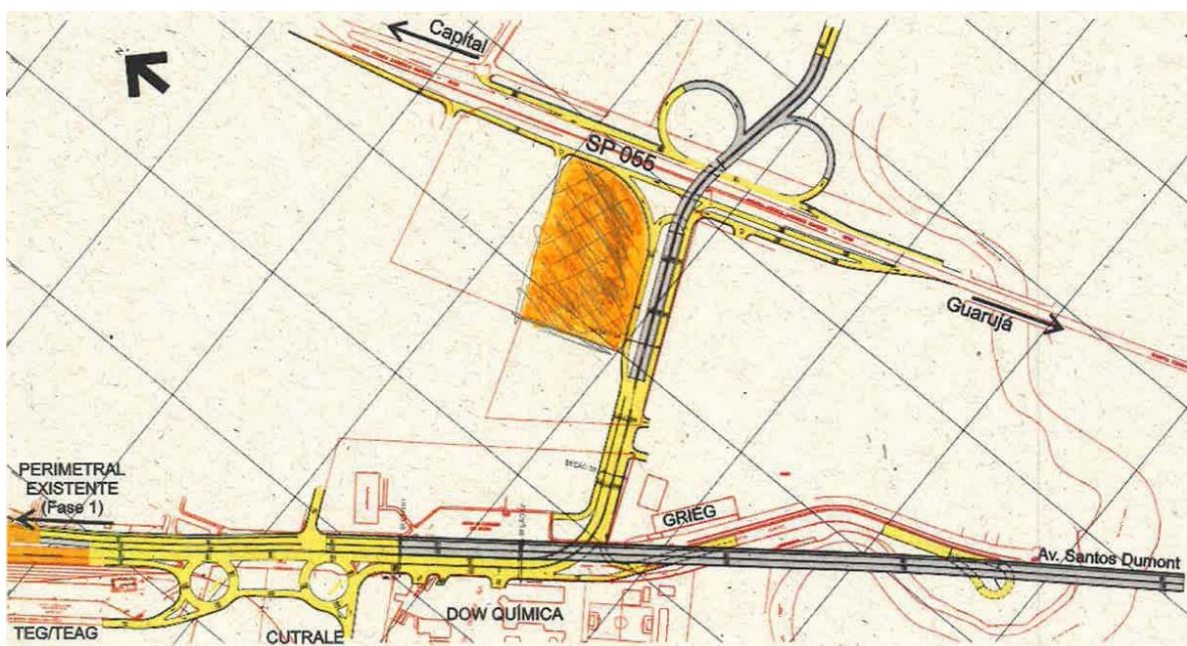 Capital
N
SP 055
Guarujá
PERIMETRAL
EXISTENTE
(Fase 1)
GRIEG
Av. Santos Dumont
DOW QUÍMICA
TEG/TEAG
CUTRALE